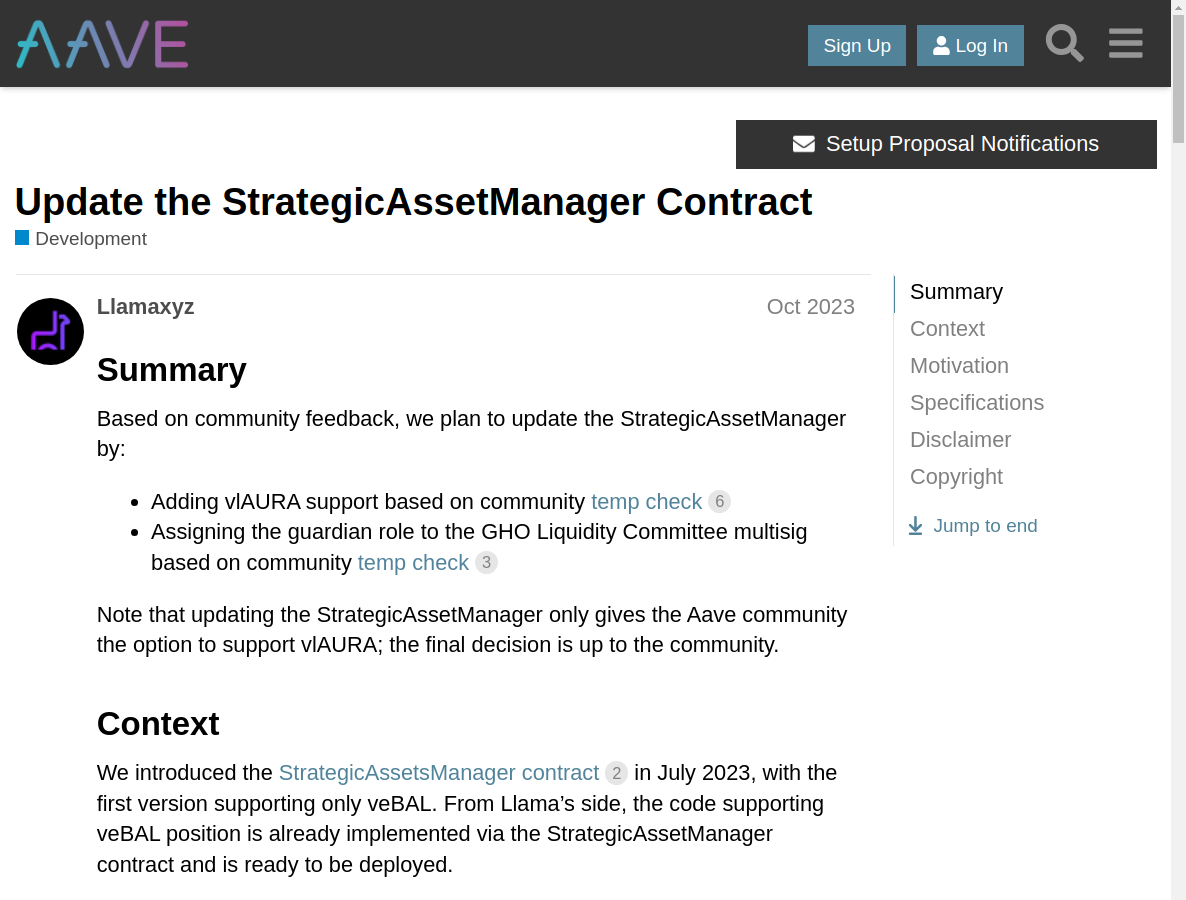 AAVE
Sign Up
Log In
Setup Proposal Notifications
Update the StrategicAssetManager Contract
Development
Llamaxyz
Oct 2023
Summary
Based on community feedback, we plan to update the StrategicAssetManager
by:
• Adding vlAURA support based on community temp check 6
• Assigning the guardian role to the GHO Liquidity Committee multisig
based on community temp check 3
Note that updating the StrategicAssetManager only gives the Aave community
the option to support vlAURA; the final decision is up to the community.
Context
We introduced the StrategicAssetsManager contract 2 in July 2023, with the
first version supporting only veBAL. From Llama’s side, the code supporting
veBAL position is already implemented via the StrategicAssetManager
contract and is ready to be deployed.
Summary
Context
Motivation
Specifications
Disclaimer
Copyright
Jump to end